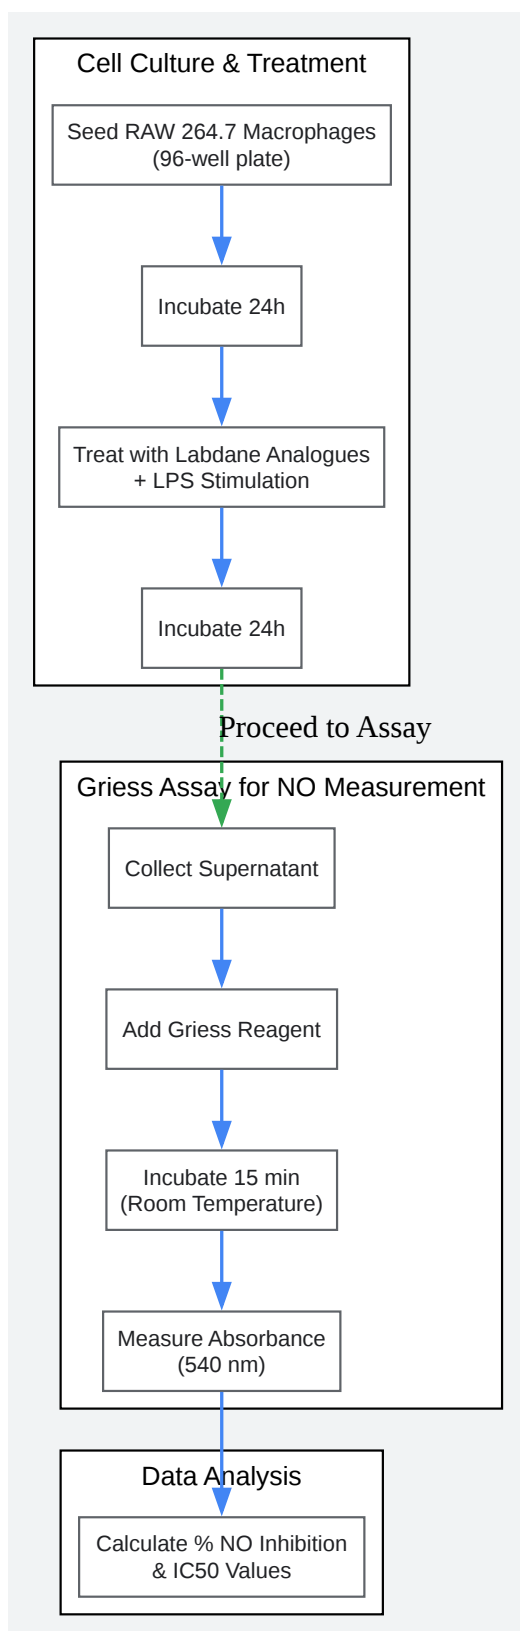 Cell Culture & Treatment
Seed RAW 264.7 Macrophages
(96-well plate)
Incubate 24h
Treat with Labdane Analogues
+ LPS Stimulation
Incubate 24h
Proceed to Assay
Griess Assay for NO Measurement
Collect Supernatant
Add Griess Reagent
Incubate 15 min
(Room Temperature)
Measure Absorbance
(540 nm)
Data Analysis
Calculate % NO Inhibition
& IC50 Values